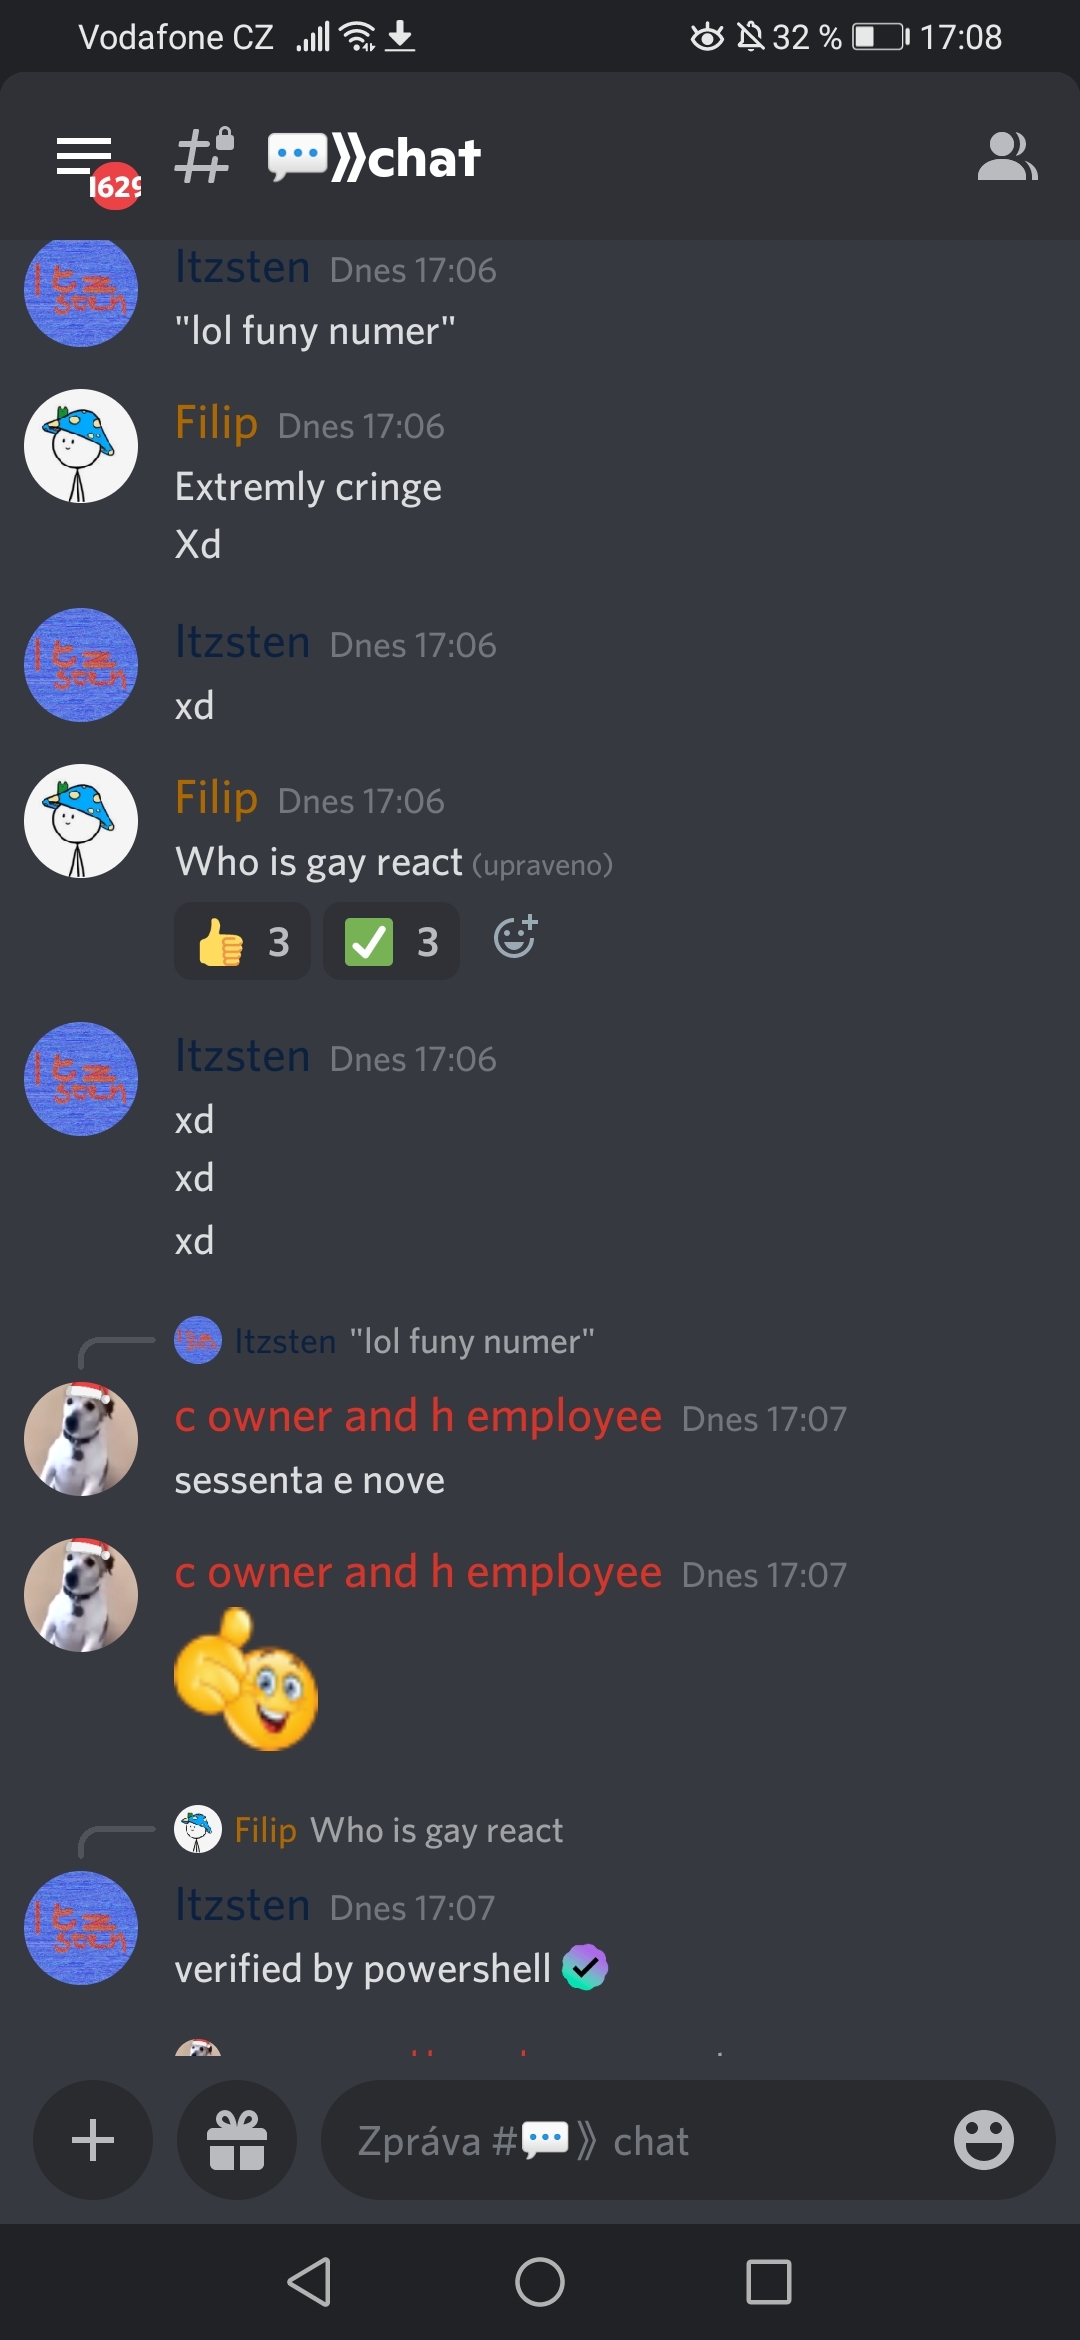 Vodafone CZ 32 % 17:08
1629
# 💬⟫chat
Itzsten Dnes 17:06
"lol funy numer"
Filip Dnes 17:06
Extremly cringe
Xd
Itzsten Dnes 17:06
xd
Filip Dnes 17:06
Who is gay react (upraveno)
👍 3 ✅ 3
Itzsten Dnes 17:06
xd
xd
xd
Itzsten "lol funy numer"
c owner and h employee Dnes 17:07
sessenta e nove
c owner and h employee Dnes 17:07
Filip Who is gay react
Itzsten Dnes 17:07
verified by powershell
Zpráva #💬⟫ chat